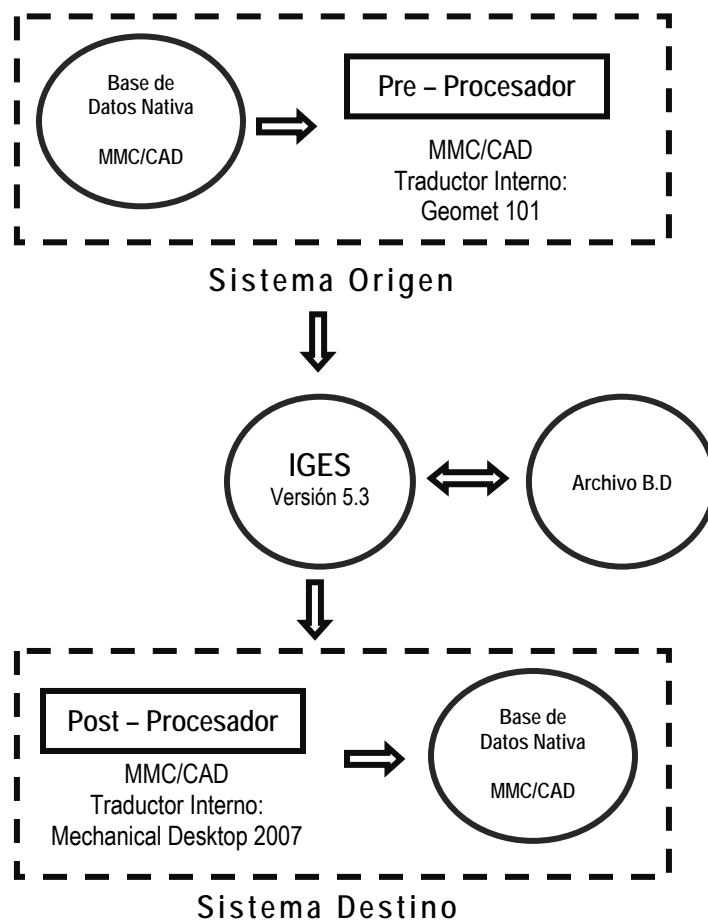 Base de
Datos Nativa
MMC/CAD
Pre – Procesador
MMC/CAD
Traductor Interno:
Geomet 101
Sistema Origen
IGES
Versión 5.3
Archivo B.D
Post – Procesador
MMC/CAD
Traductor Interno:
Mechanical Desktop 2007
Base de
Datos Nativa
MMC/CAD
Sistema Destino